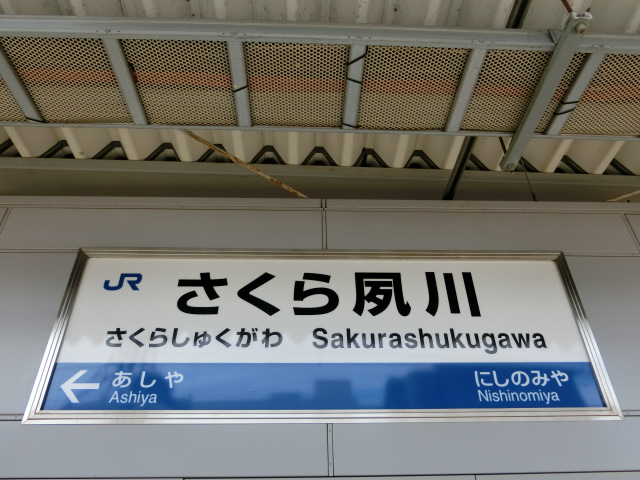 JR さくら夙川
さくらしゅくがわ Sakurashukugawa
← あしや にしのみや
Ashiya Nishinomiya